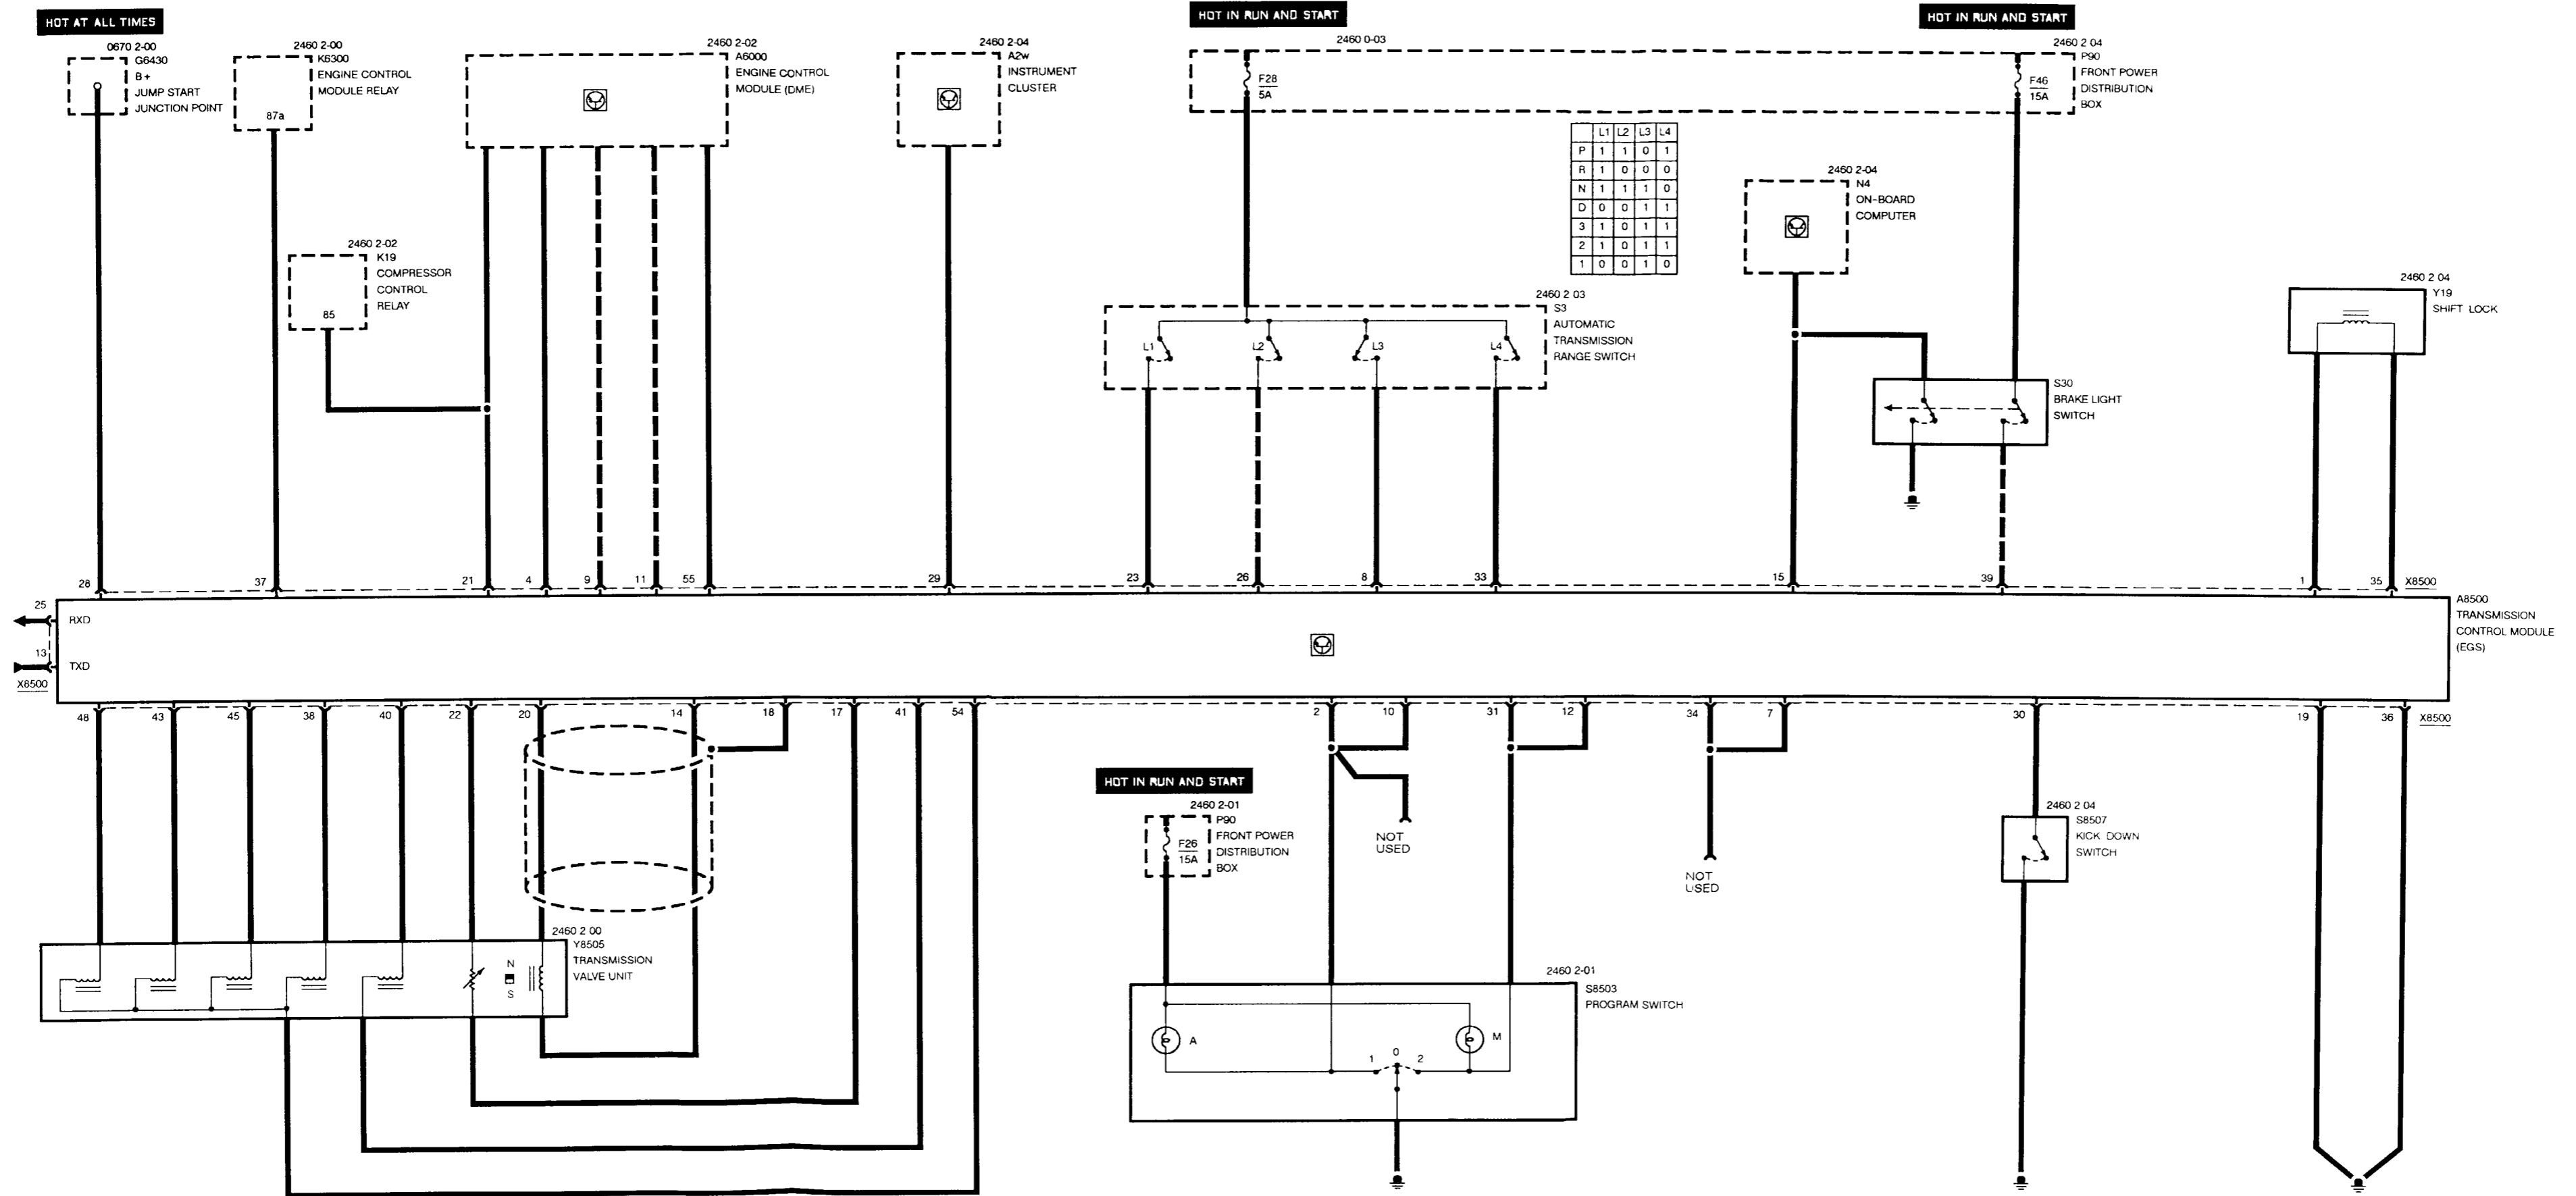 HOT AT ALL TIMES
0670 2-00
G6430
B+
JUMP START
JUNCTION POINT
2460 2-00
K6300
ENGINE CONTROL
MODULE RELAY
87a
2460 2-02
K19
COMPRESSOR
CONTROL
RELAY
85
2460 2-02
A6000
ENGINE CONTROL
MODULE (DME)
2460 2-04
A2w
INSTRUMENT
CLUSTER
HOT IN RUN AND START
2460 0-03
F28
5A
HOT IN RUN AND START
2460 2 04
P90
FRONT POWER
DISTRIBUTION
BOX
F46
15A
L1 L2 L3 L4
P 1 1 0 1
R 1 0 0 0
N 1 1 1 0
D 0 0 1 1
3 1 0 1 1
2 1 0 1 1
1 0 0 1 0
2460 2-04
N4
ON-BOARD
COMPUTER
2460 2 03
S3
AUTOMATIC
TRANSMISSION
RANGE SWITCH
L1 L2 L3 L4
S30
BRAKE LIGHT
SWITCH
2460 2 04
Y19
SHIFT LOCK
28 37 21 4 9 11 55 29 23 26 8 33 15 39 1 35 X8500
25
RXD
13
TXD
X8500
A8500
TRANSMISSION
CONTROL MODULE
(EGS)
48 43 45 38 40 22 20 14 18 17 41 54 2 10 31 12 34 7 30 19 36 X8500
HOT IN RUN AND START
2460 2-01
P90
FRONT POWER
DISTRIBUTION
BOX
F26
15A
NOT
USED
NOT
USED
2460 2 04
S8507
KICK DOWN
SWITCH
2460 2 00
Y8505
TRANSMISSION
VALVE UNIT
N
S
2460 2-01
S8503
PROGRAM SWITCH
A
M
1 0 2